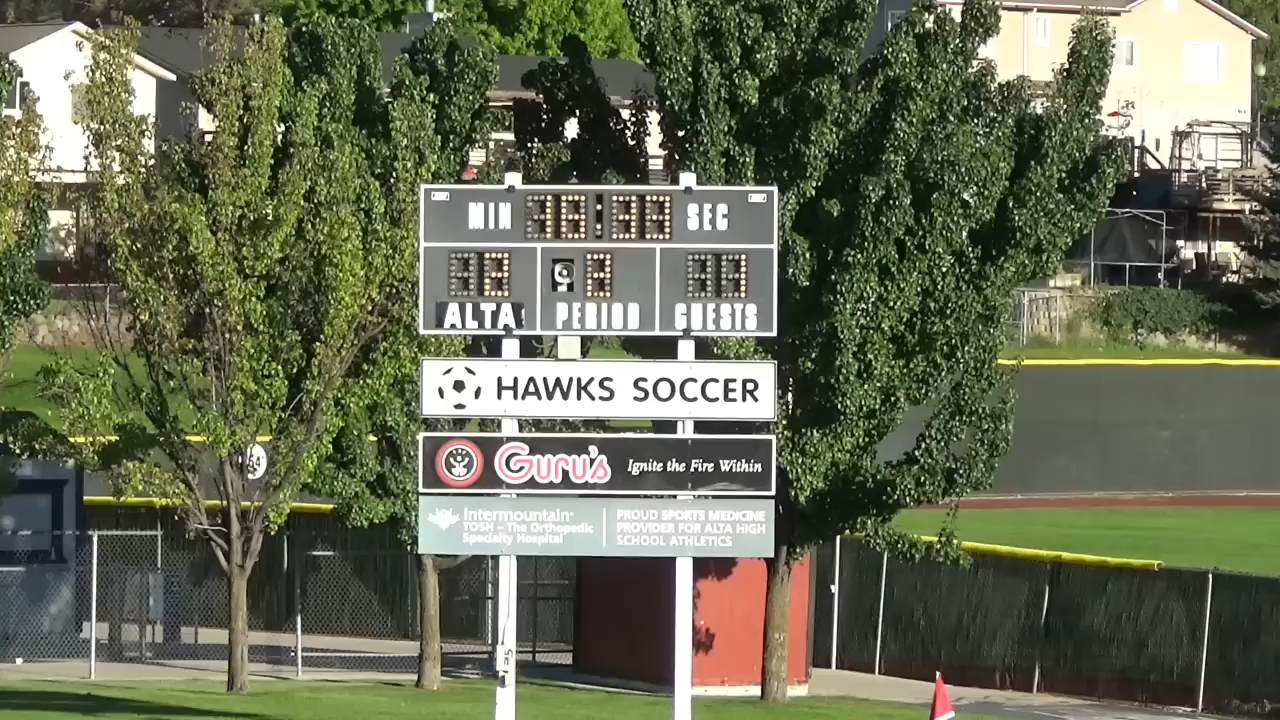 MIN SEC
ALTA PERIOD GUESTS
HAWKS SOCCER
GURU'S Ignite the Fire Within
Intermountain
TOSH – The Orthopedic
Specialty Hospital
PROUD SPORTS MEDICINE
PROVIDER FOR ALTA HIGH
SCHOOL ATHLETICS